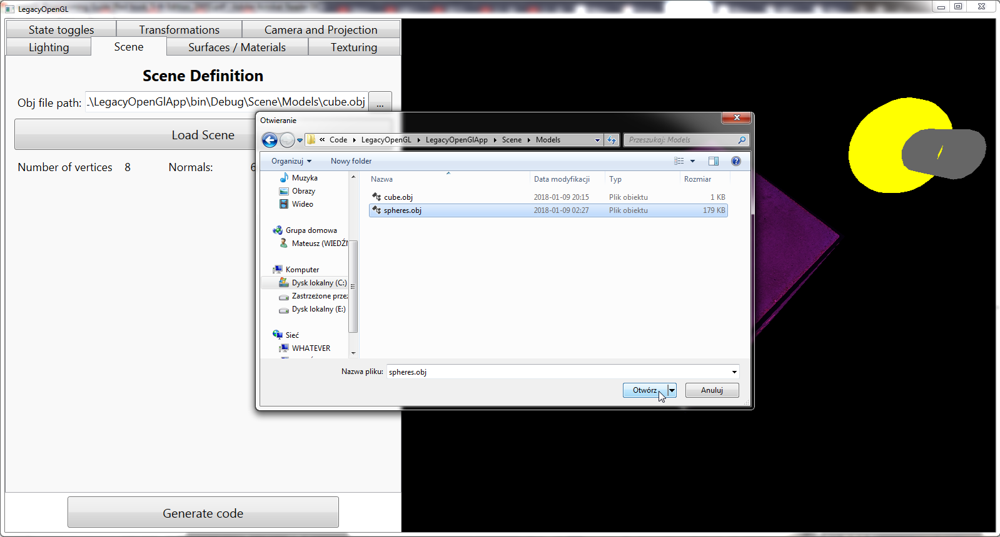 LegacyOpenGL
State toggles Transformations Camera and Projection
Lighting Scene Surfaces / Materials Texturing
Scene Definition
Obj file path: .\LegacyOpenGlApp\bin\Debug\Scene\Models\cube.obj ...
Load Scene
Number of vertices 8 Normals: 6
Generate code
Otwieranie
« Code LegacyOpenGL LegacyOpenGlApp Scene Models Przeszukaj: Models
Organizuj Nowy folder
Muzyka
Obrazy
Wideo
Grupa domowa
Mateusz (WIEDŹM
Komputer
Dysk lokalny (C:)
Zastrzeżone prze
Dysk lokalny (E:)
Sieć
WHATEVER
Nazwa Data modyfikacji Typ Rozmiar
cube.obj 2018-01-09 20:15 Plik obiektu 1 KB
spheres.obj 2018-01-09 02:27 Plik obiektu 179 KB
Nazwa pliku: spheres.obj
Otwórz Anuluj